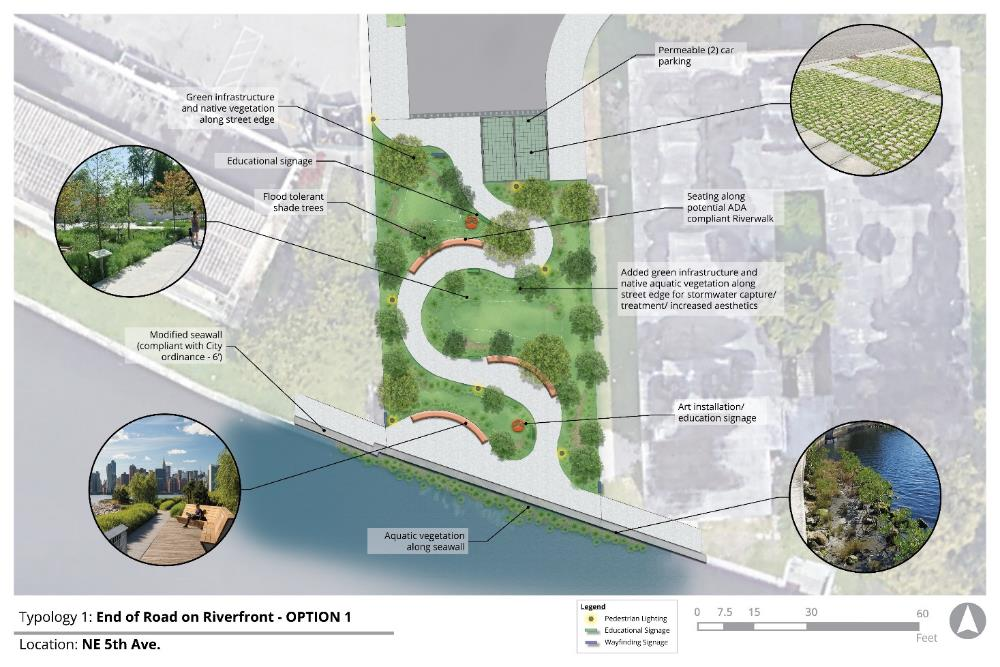 Permeable (2) car
parking
Green infrastructure
and native vegetation
along street edge
Educational signage
Flood tolerant
shade trees
Seating along
potential ADA
compliant Riverwalk
Added green infrastructure and
native aquatic vegetation along
street edge for stormwater capture/
treatment/ increased aesthetics
Modified seawall
(compliant with City
ordinance - 6')
Art installation/
education signage
Aquatic vegetation
along seawall
Typology 1: End of Road on Riverfront - OPTION 1
Location: NE 5th Ave.
Legend
Pedestrian Lighting
Educational Signage
Wayfinding Signage
0 7.5 15 30 60
Feet